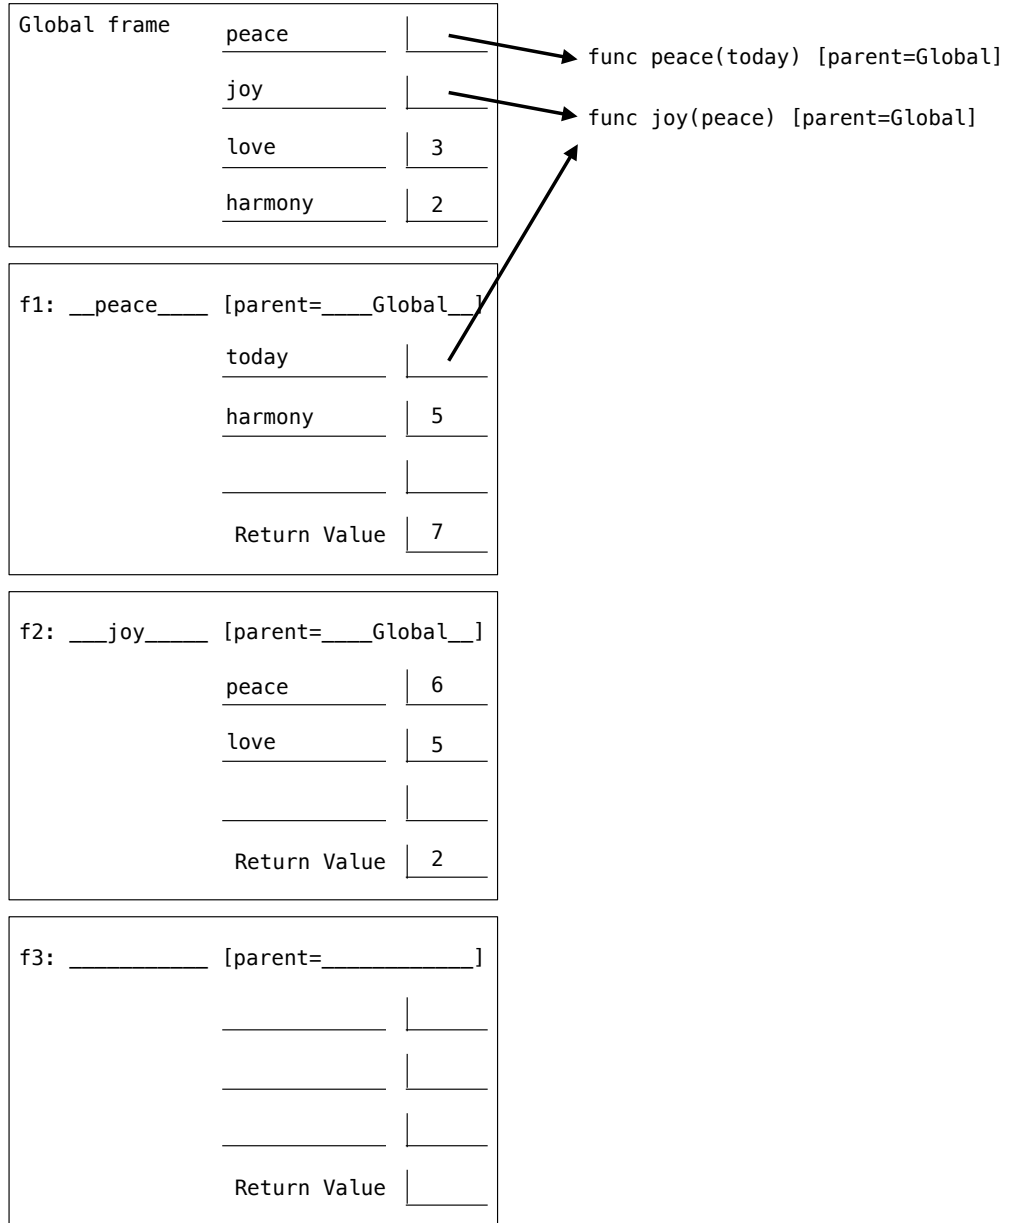 Global frame
peace
func peace(today) [parent=Global]
joy
func joy(peace) [parent=Global]
love 3
harmony 2
f1: __peace____ [parent=____Global__]
today
harmony 5
Return Value 7
f2: ___joy_____ [parent=____Global__]
peace 6
love 5
Return Value 2
f3: ___________ [parent=____________]
Return Value